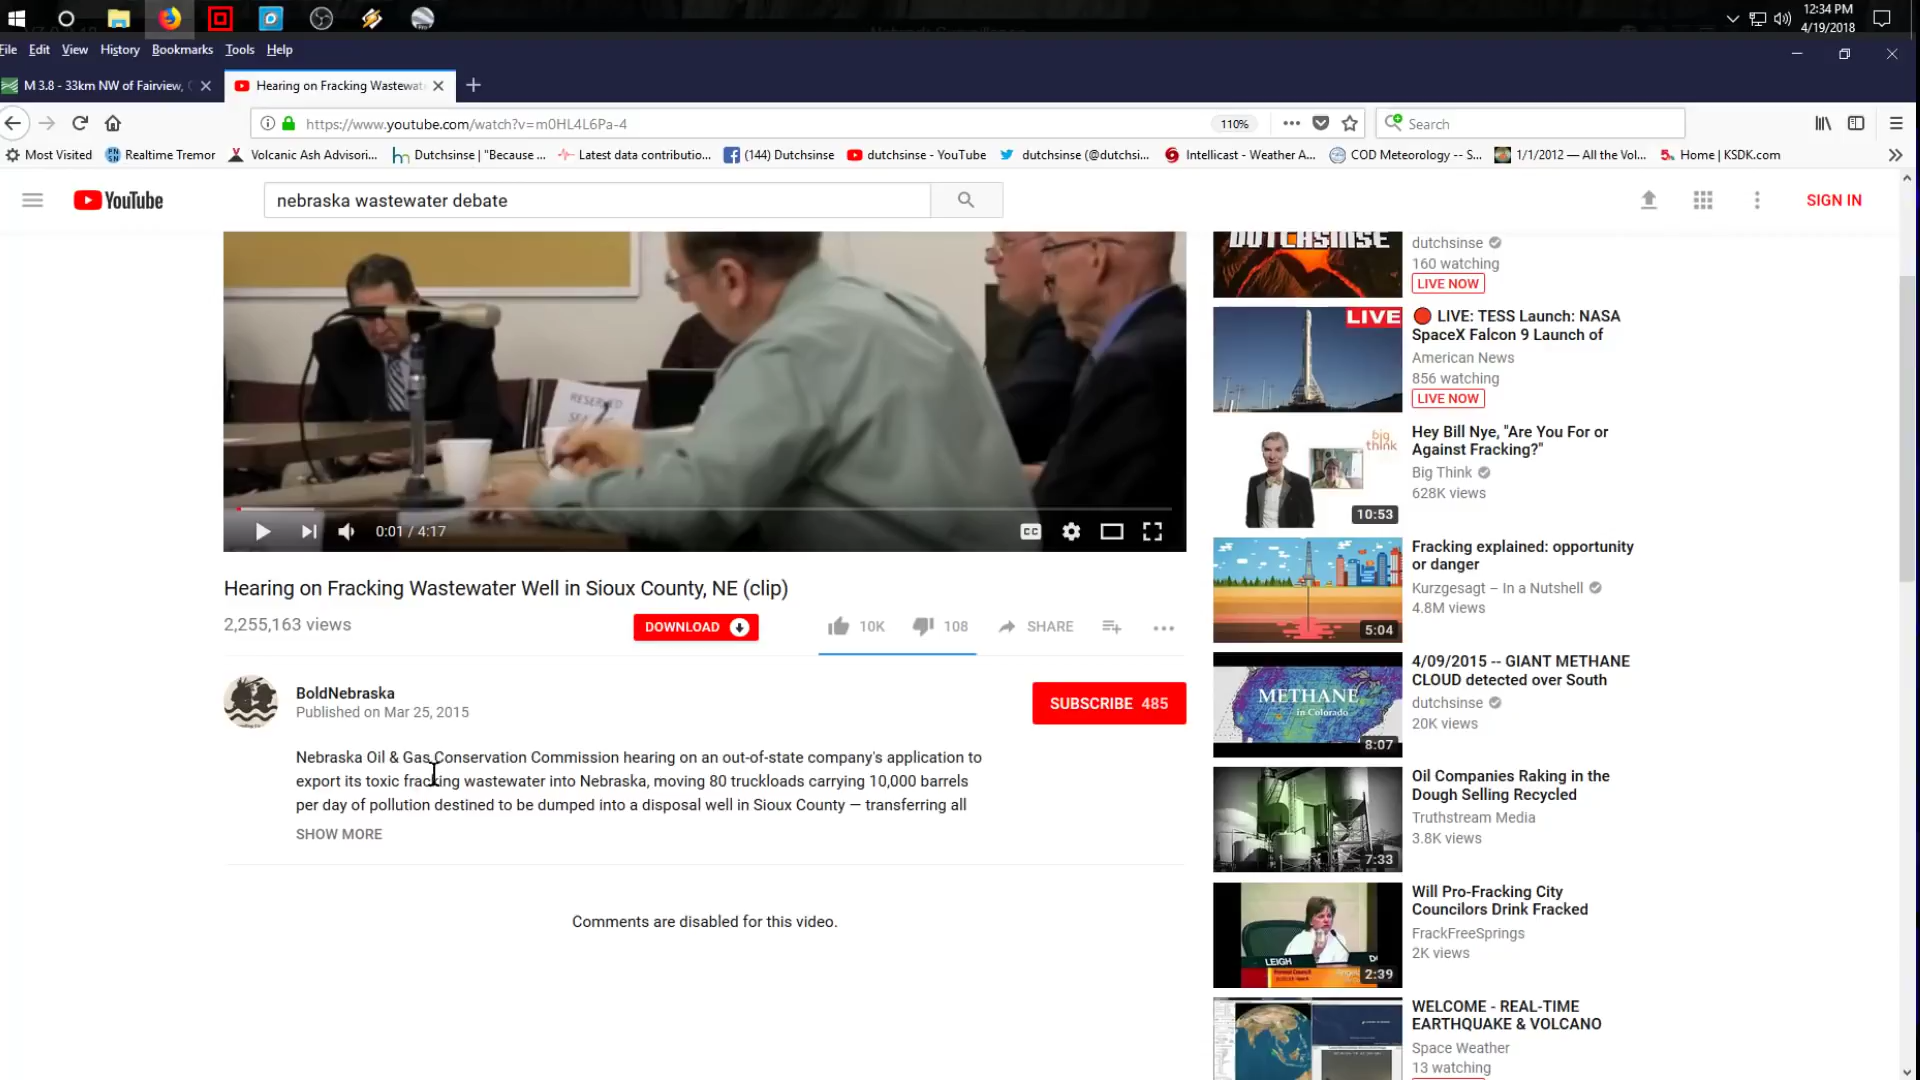 12:34 PM
4/19/2018
File Edit View History Bookmarks Tools Help
M 3.8 - 33km NW of Fairview,
Hearing on Fracking Wastewat
https://www.youtube.com/watch?v=m0HL4L6Pa-4
110%
Search
Most Visited
Realtime Tremor
Volcanic Ash Advisori...
Dutchsinse | "Because ...
Latest data contributio...
(144) Dutchsinse
dutchsinse - YouTube
dutchsinse (@dutchsi...
Intellicast - Weather A...
COD Meteorology -- S...
1/1/2012 — All the Vol...
Home | KSDK.com
YouTube
nebraska wastewater debate
SIGN IN
RESERVED
0:01 / 4:17
CC
Hearing on Fracking Wastewater Well in Sioux County, NE (clip)
2,255,163 views
DOWNLOAD
10K
108
SHARE
BoldNebraska
Published on Mar 25, 2015
SUBSCRIBE 485
Nebraska Oil & Gas Conservation Commission hearing on an out-of-state company's application to
export its toxic fracking wastewater into Nebraska, moving 80 truckloads carrying 10,000 barrels
per day of pollution destined to be dumped into a disposal well in Sioux County — transferring all
SHOW MORE
Comments are disabled for this video.
DUTCHSINSE
dutchsinse
160 watching
LIVE NOW
LIVE
LIVE: TESS Launch: NASA
SpaceX Falcon 9 Launch of
American News
856 watching
LIVE NOW
big think
10:53
Hey Bill Nye, "Are You For or
Against Fracking?"
Big Think
628K views
5:04
Fracking explained: opportunity
or danger
Kurzgesagt – In a Nutshell
4.8M views
METHANE
in Colorado
8:07
4/09/2015 -- GIANT METHANE
CLOUD detected over South
dutchsinse
20K views
7:33
Oil Companies Raking in the
Dough Selling Recycled
Truthstream Media
3.8K views
LEIGH
2:39
Will Pro-Fracking City
Councilors Drink Fracked
FrackFreeSprings
2K views
WELCOME - REAL-TIME
EARTHQUAKE & VOLCANO
Space Weather
13 watching